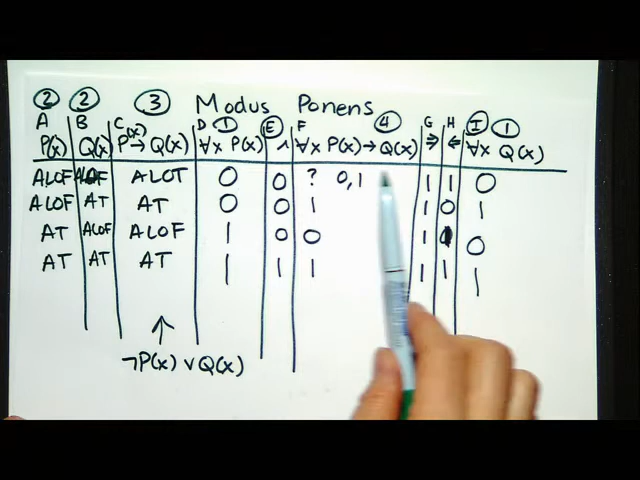 ② ② ③ Modus Ponens
A B C D ① E F ④ G H I ①
P(x) Q(x) P(x)→Q(x) ∀x P(x) ∧ ∀x P(x)→Q(x) ⇒ ⇐ ∀x Q(x)
ALOF ALOF ALOT 0 0 ? 0,1 1 1 0
ALOF AT AT 0 0 1 1 0 1
AT ALOF ALOF 1 0 0 1 0
AT AT AT 1 1 1 1 1 1
↑
¬P(x) ∨ Q(x)